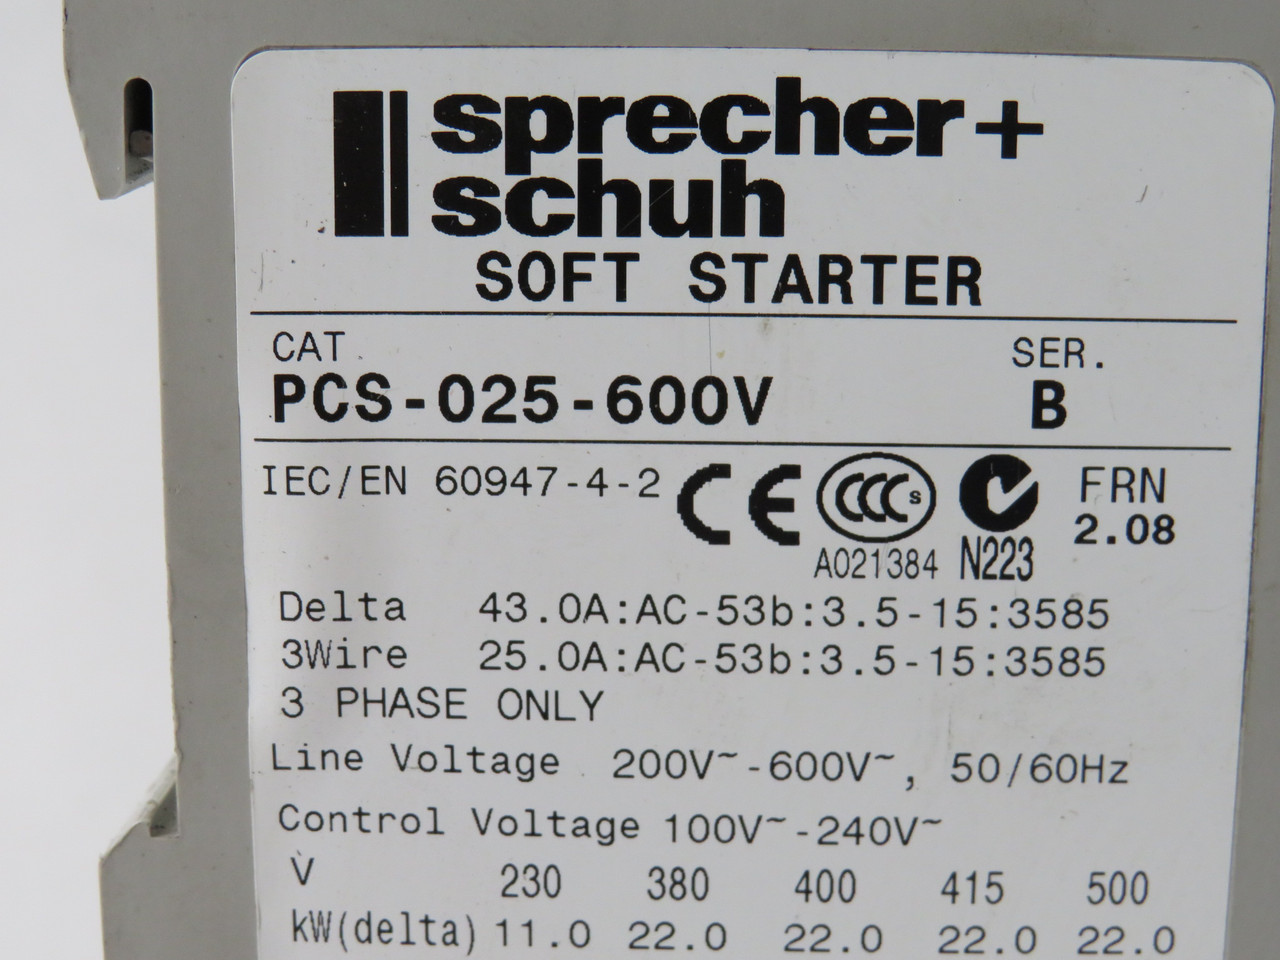 sprecher+
schuh
SOFT STARTER
CAT SER.
PCS-025-600V B
IEC/EN 60947-4-2 CE CCC S FRN
2.08
A021384 N223
Delta 43.0A:AC-53b:3.5-15:3585
3Wire 25.0A:AC-53b:3.5-15:3585
3 PHASE ONLY
Line Voltage 200V~-600V~, 50/60Hz
Control Voltage 100V~-240V~
V 230 380 400 415 500
kW(delta) 11.0 22.0 22.0 22.0 22.0